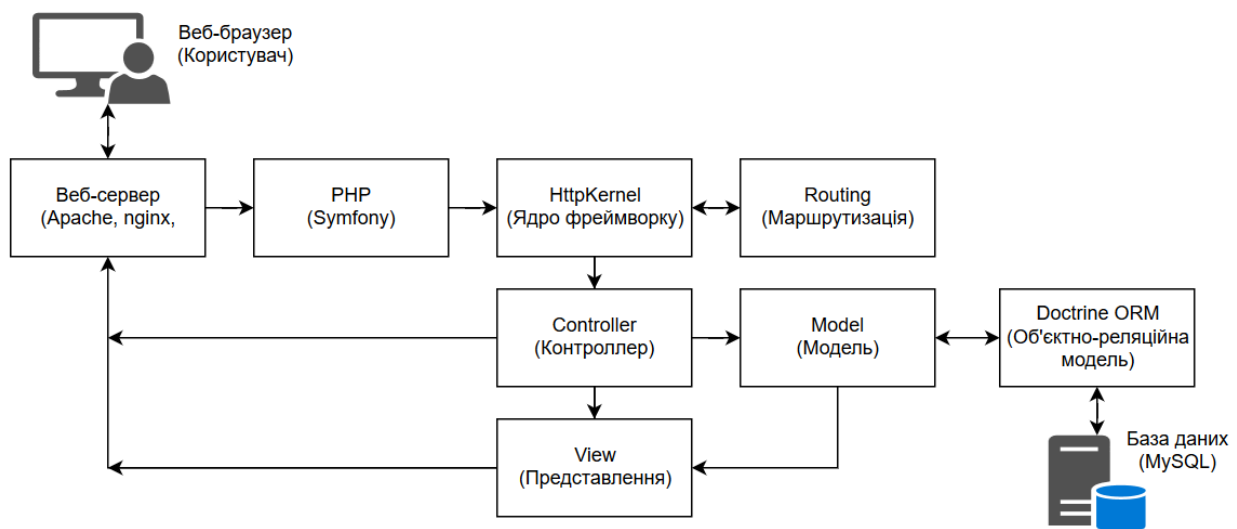 Веб-браузер
(Користувач)
Веб-сервер
(Apache, nginx,
PHP
(Symfony)
HttpKernel
(Ядро фреймворку)
Routing
(Маршрутизація)
Controller
(Контроллер)
Model
(Модель)
Doctrine ORM
(Об'єктно-реляційна
модель)
View
(Представлення)
База даних
(MySQL)